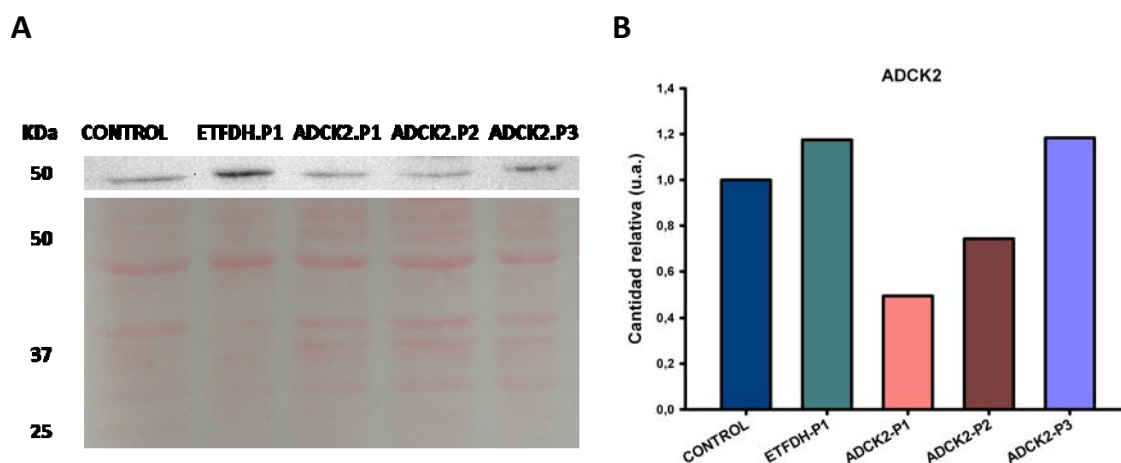 A
KDa CONTROL ETFDH.P1 ADCK2.P1 ADCK2.P2 ADCK2.P3
50
50
37
25
B
ADCK2
Cantidad relativa (u.a.)
1,4
1,2
1,0
0,8
0,6
0,4
0,2
0,0
CONTROL
ETFDH-P1
ADCK2-P1
ADCK2-P2
ADCK2-P3